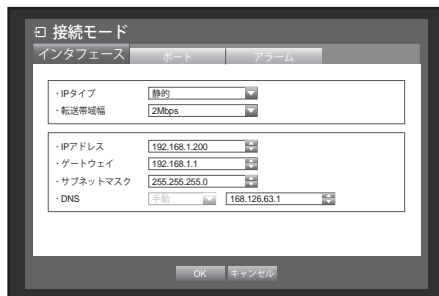 接続モード
インタフェース ポート アラーム
・IPタイプ 静的
・転送帯域幅 2Mbps
・IPアドレス 192.168.1.200
・ゲートウェイ 192.168.1.1
・サブネットマスク 255.255.255.0
・DNS 手動 168.126.63.1
OK キャンセル